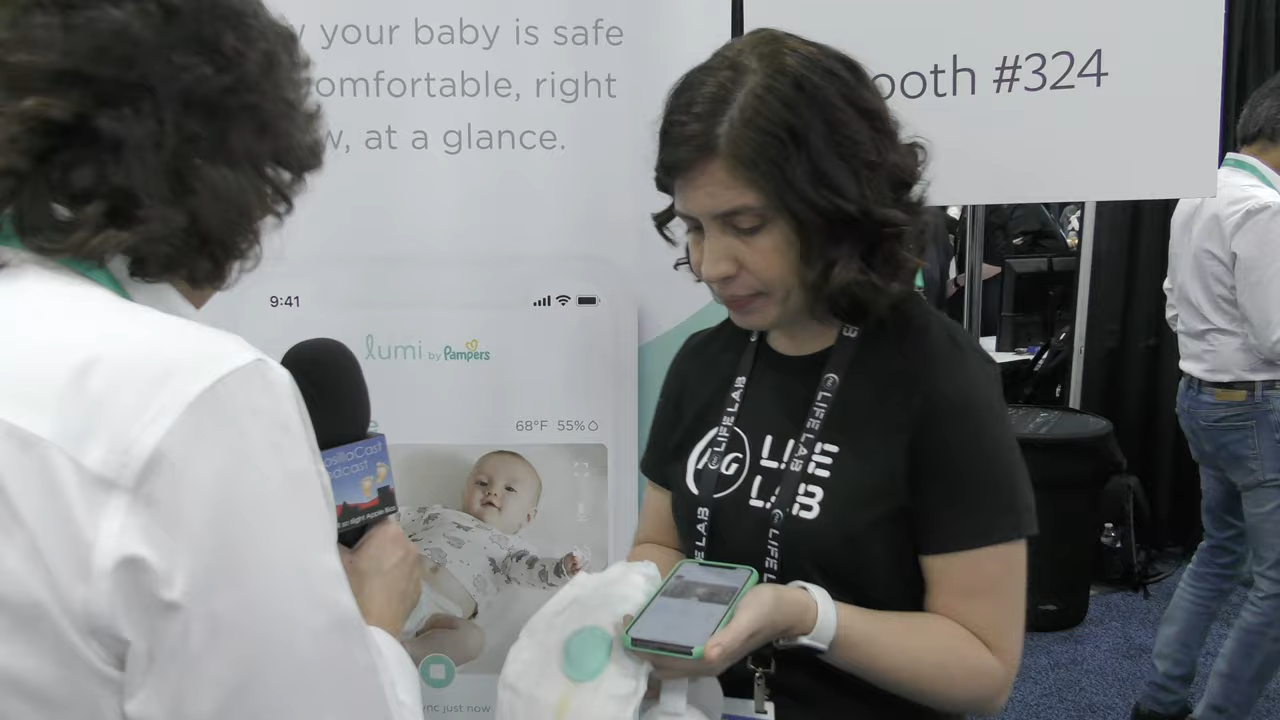 your baby is safe
omfortable, right
w, at a glance.
ooth #324
9:41
lumi by Pampers
68°F 55%
LIFE LAB
LIFE LAB
P&G
LIFE
LAB
LIFE LAB
sync just now